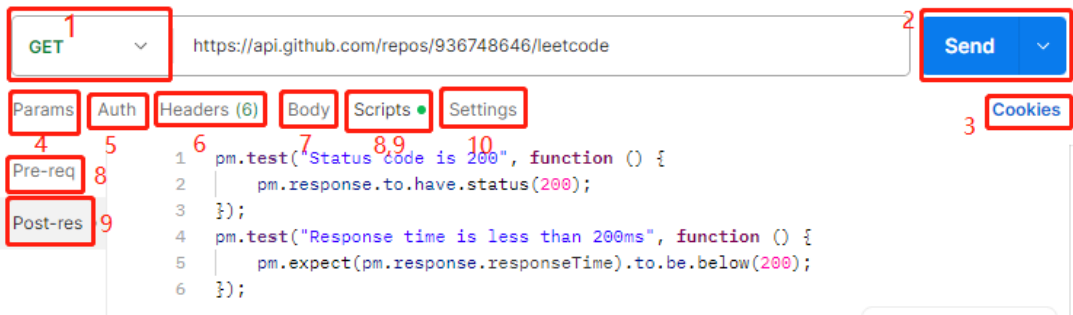 1
GET https://api.github.com/repos/936748646/leetcode 2 Send
Params Auth Headers (6) Body Scripts Settings 3 Cookies
4 5 6 7 8,9 10
Pre-req 8
Post-res 9
1 pm.test("Status code is 200", function () {
2 pm.response.to.have.status(200);
3 });
4 pm.test("Response time is less than 200ms", function () {
5 pm.expect(pm.response.responseTime).to.be.below(200);
6 });